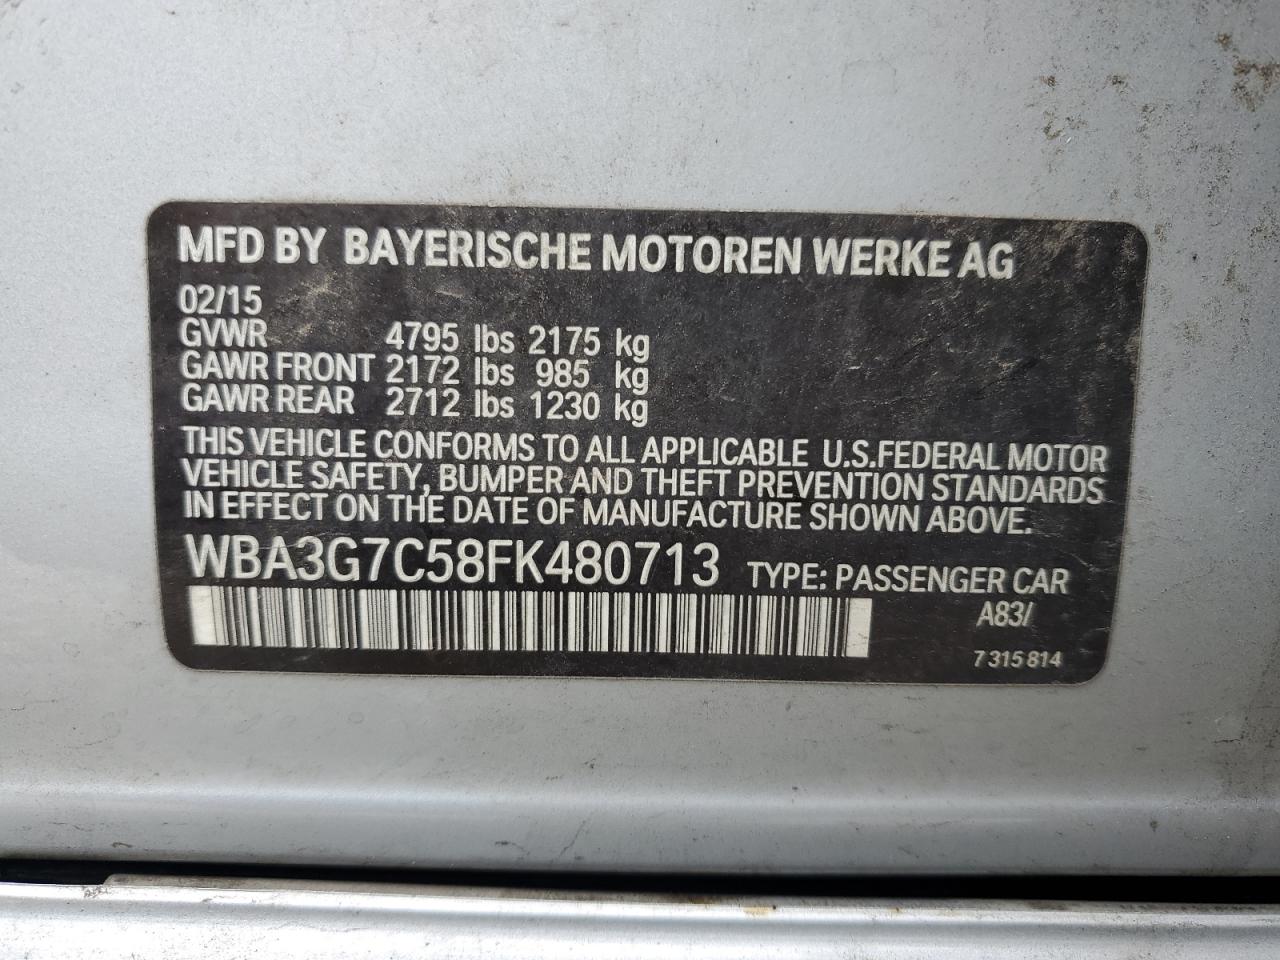 MFD BY BAYERISCHE MOTOREN WERKE AG
02/15
GVWR 4795 lbs 2175 kg
GAWR FRONT 2172 lbs 985 kg
GAWR REAR 2712 lbs 1230 kg
THIS VEHICLE CONFORMS TO ALL APPLICABLE U.S.FEDERAL MOTOR
VEHICLE SAFETY, BUMPER AND THEFT PREVENTION STANDARDS
IN EFFECT ON THE DATE OF MANUFACTURE SHOWN ABOVE.
WBA3G7C58FK480713 TYPE: PASSENGER CAR
A83/
7 315 814